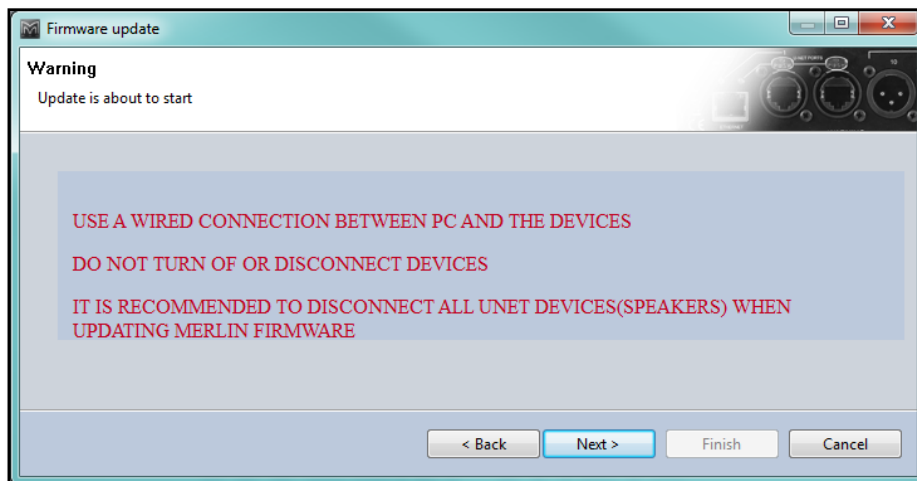 Firmware update
Warning
Update is about to start
USE A WIRED CONNECTION BETWEEN PC AND THE DEVICES
DO NOT TURN OF OR DISCONNECT DEVICES
IT IS RECOMMENDED TO DISCONNECT ALL UNET DEVICES(SPEAKERS) WHEN
UPDATING MERLIN FIRMWARE
< Back
Next >
Finish
Cancel